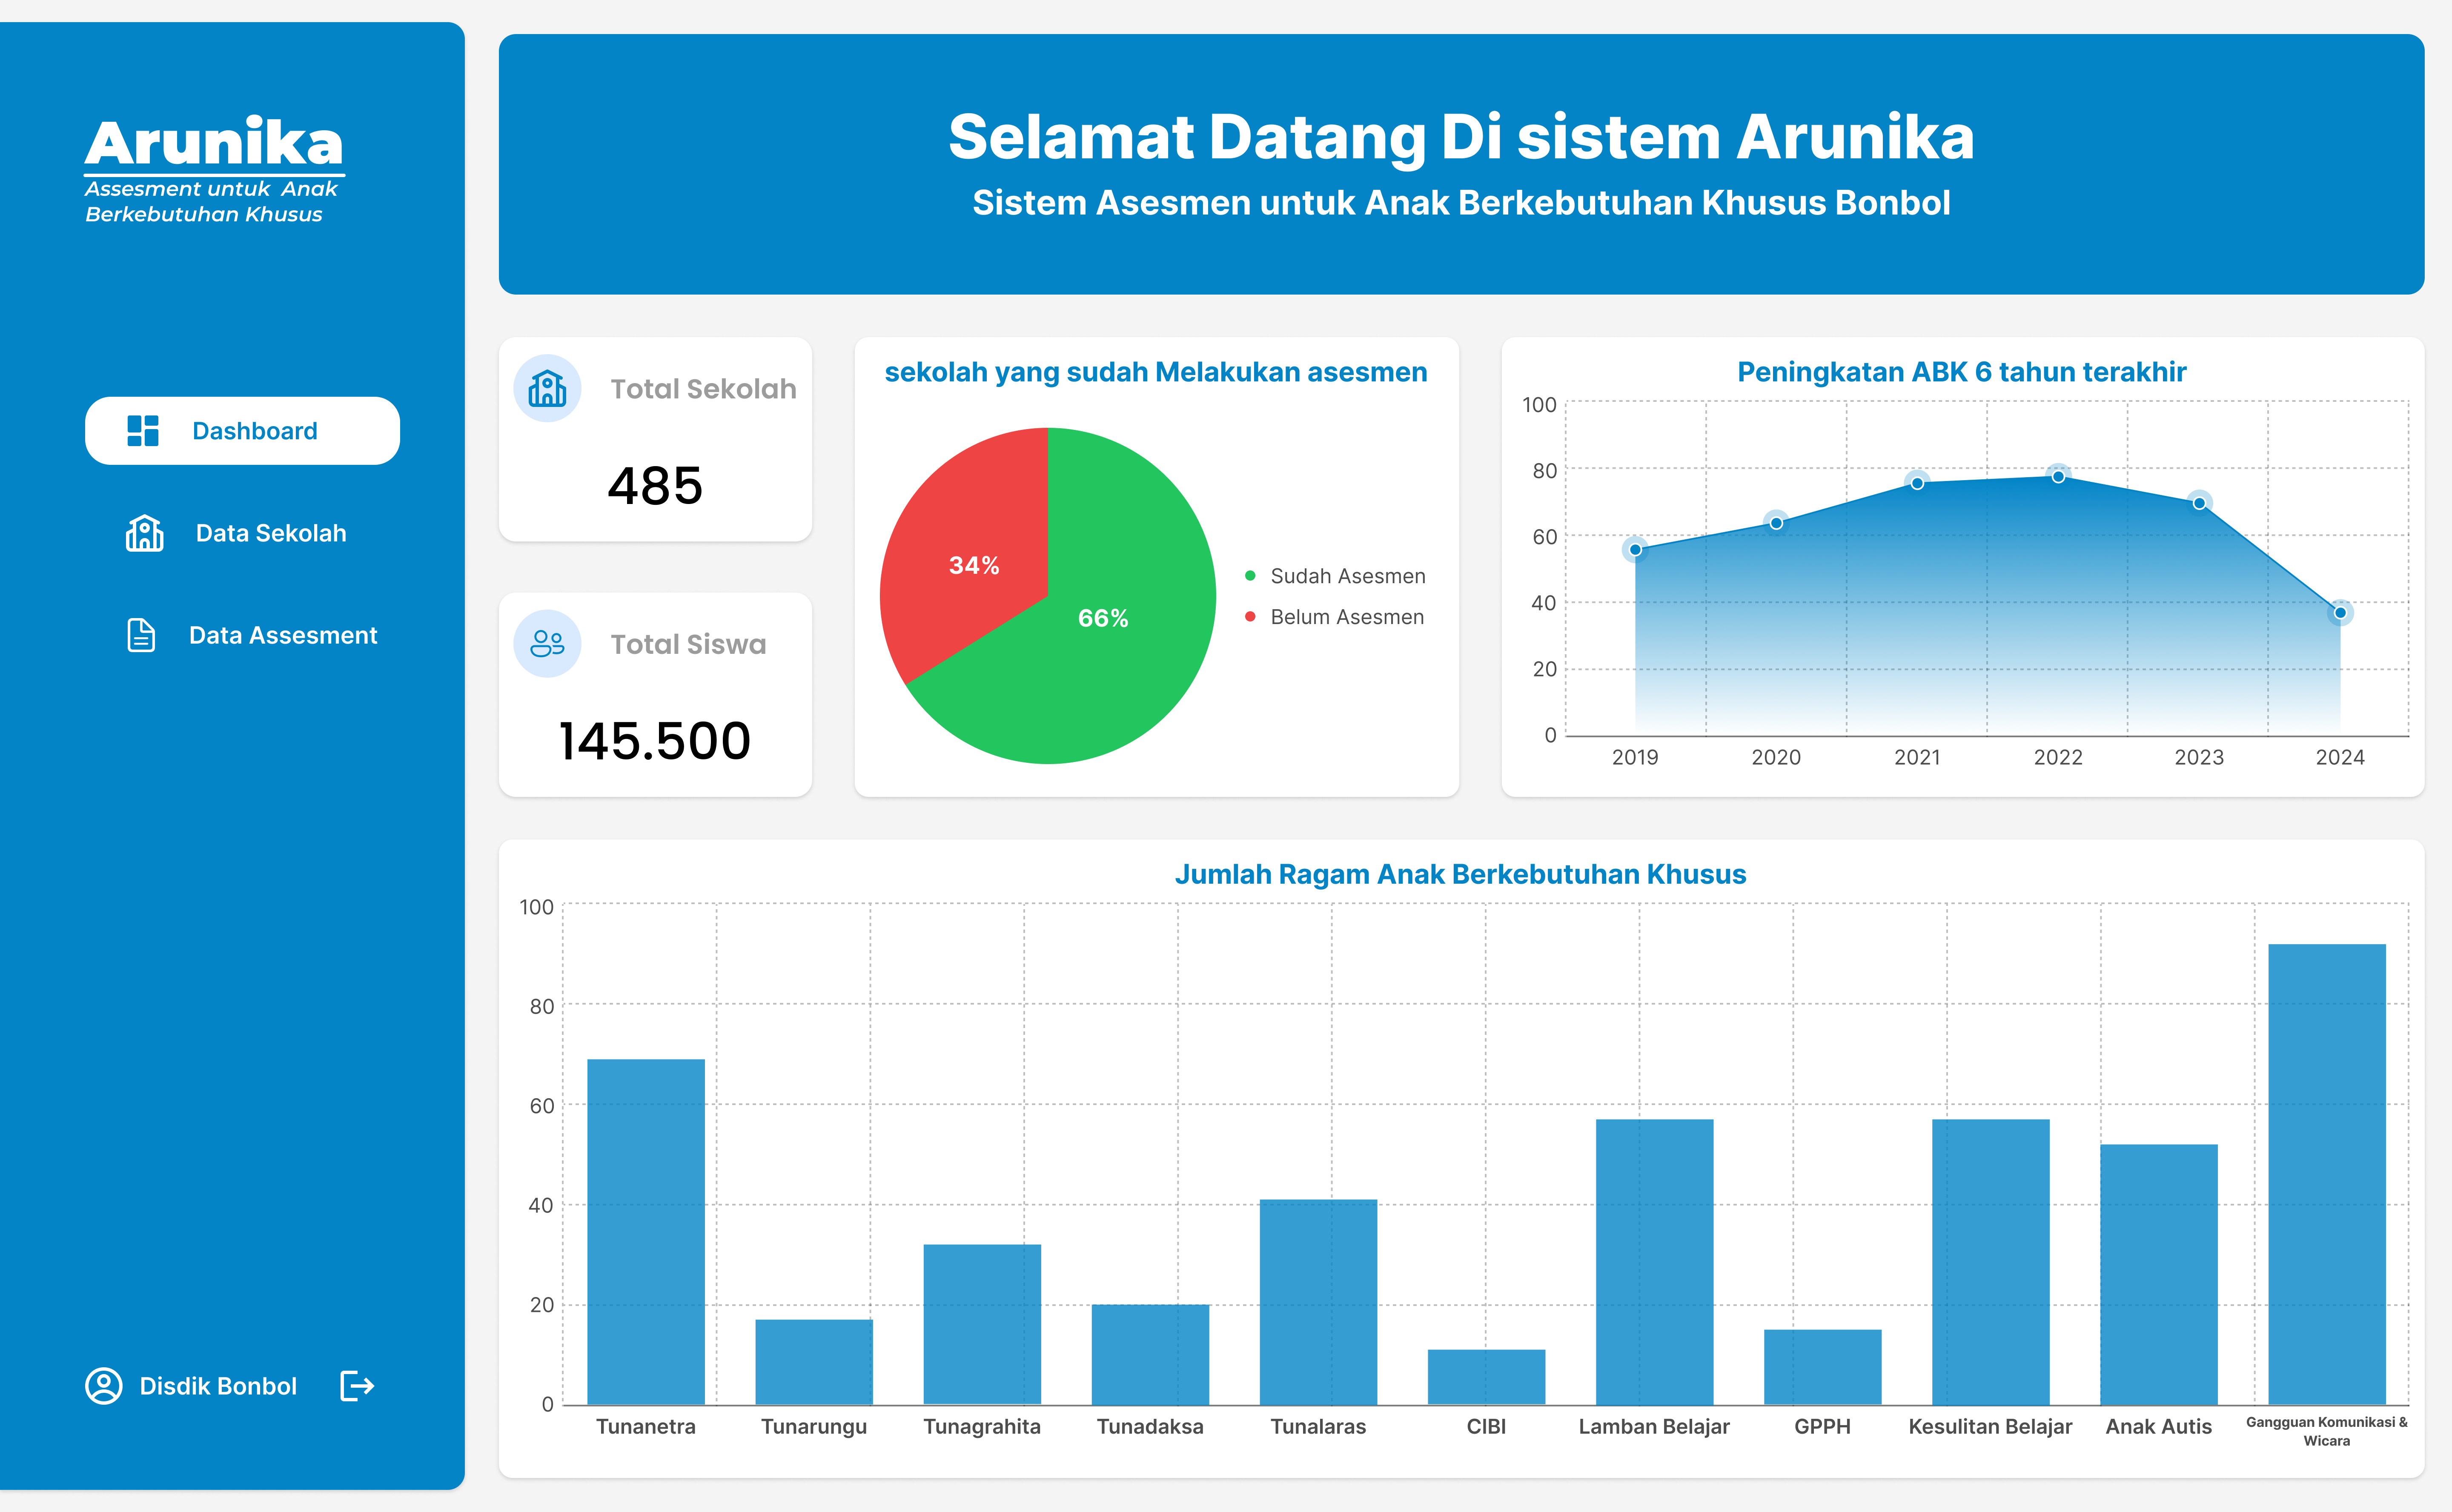 Arunika
Assesment untuk Anak
Berkebutuhan Khusus
Dashboard
Data Sekolah
Data Assesment
Disdik Bonbol
Selamat Datang Di sistem Arunika
Sistem Asesmen untuk Anak Berkebutuhan Khusus Bonbol
Total Sekolah
485
Total Siswa
145.500
sekolah yang sudah Melakukan asesmen
34%
66%
Sudah Asesmen
Belum Asesmen
Peningkatan ABK 6 tahun terakhir
100
80
60
40
20
0
2019 2020 2021 2022 2023 2024
Jumlah Ragam Anak Berkebutuhan Khusus
100
80
60
40
20
0
Tunanetra Tunarungu Tunagrahita Tunadaksa Tunalaras CIBI Lamban Belajar GPPH Kesulitan Belajar Anak Autis Gangguan Komunikasi &
Wicara